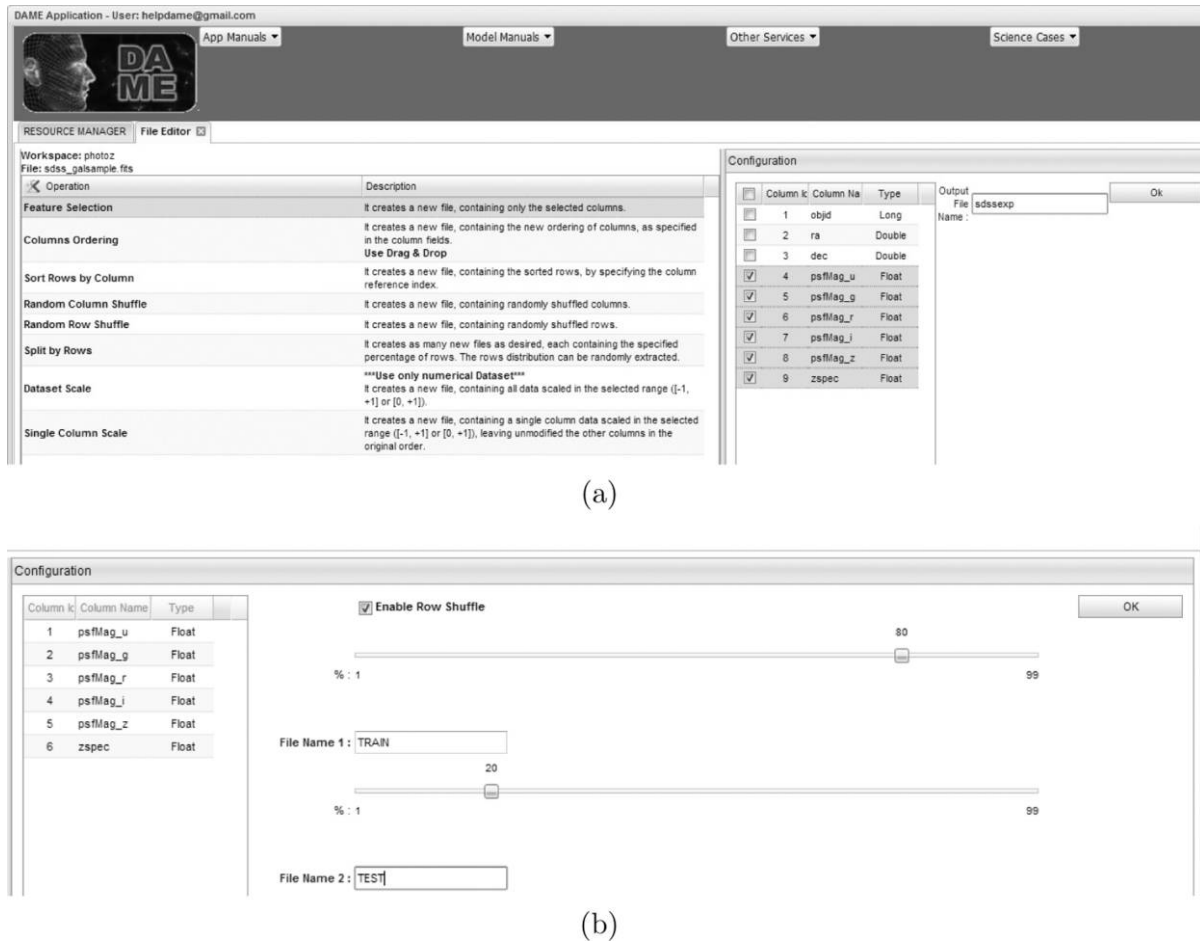 DAME Application - User: helpdame@gmail.com
App Manuals
Model Manuals
Other Services
Science Cases
DA
ME
RESOURCE MANAGER
File Editor
Workspace: photoz
File: sdss_galsample.fits
Operation
Description
Feature Selection
It creates a new file, containing only the selected columns.
Columns Ordering
It creates a new file, containing the new ordering of columns, as specified
in the column fields.
Use Drag & Drop
Sort Rows by Column
It creates a new file, containing the sorted rows, by specifying the column
reference index.
Random Column Shuffle
It creates a new file, containing randomly shuffled columns.
Random Row Shuffle
It creates a new file, containing randomly shuffled rows.
Split by Rows
It creates as many new files as desired, each containing the specified
percentage of rows. The rows distribution can be randomly extracted.
Dataset Scale
***Use only numerical Dataset***
It creates a new file, containing all data scaled in the selected range ([-1,
+1] or [0, +1]).
Single Column Scale
It creates a new file, containing a single column data scaled in the selected
range ([-1, +1] or [0, +1]), leaving unmodified the other columns in the
original order.
Configuration
Column Ic Column Na Type
1 objid Long
2 ra Double
3 dec Double
4 psfMag_u Float
5 psfMag_g Float
6 psfMag_r Float
7 psfMag_i Float
8 psfMag_z Float
9 zspec Float
Output
File
Name :
sdssexp
Ok
(a)
Configuration
Column Ic Column Name Type
1 psfMag_u Float
2 psfMag_g Float
3 psfMag_r Float
4 psfMag_i Float
5 psfMag_z Float
6 zspec Float
Enable Row Shuffle
OK
80
% : 1
99
File Name 1 : TRAIN
20
% : 1
99
File Name 2 : TEST
(b)